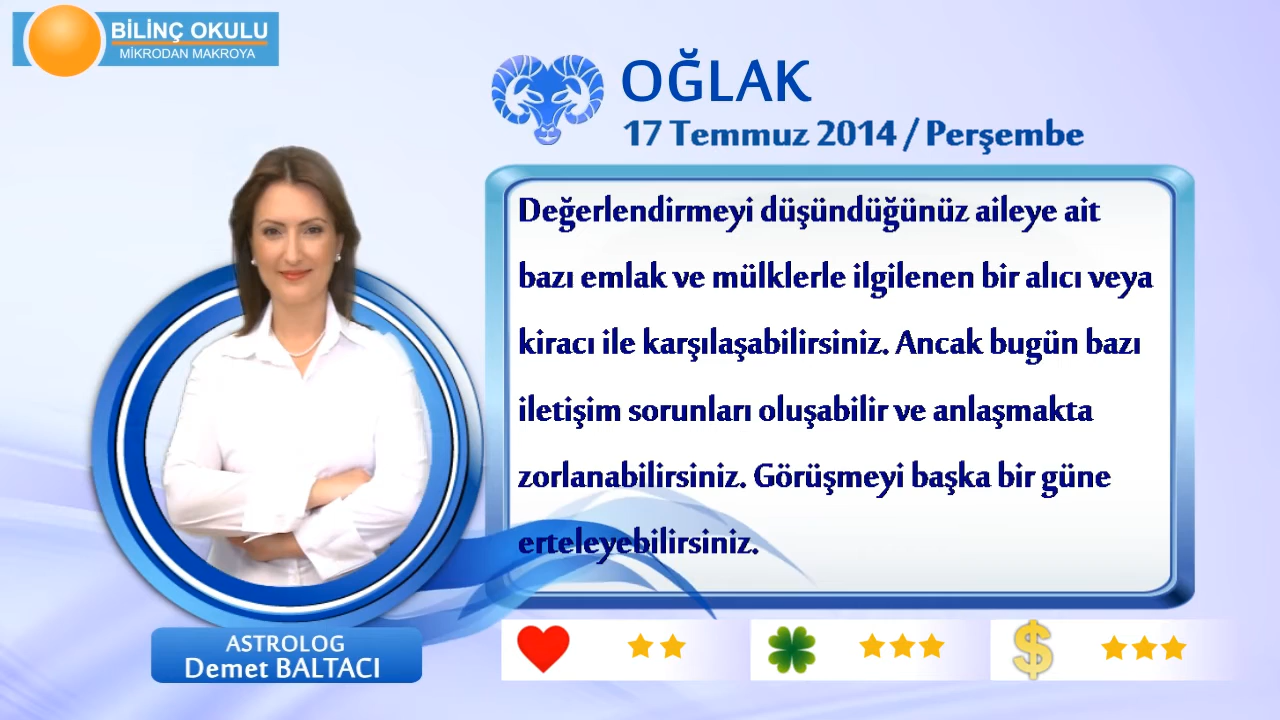 BİLİNÇ OKULU
MİKRODAN MAKROYA
OĞLAK
17 Temmuz 2014 / Perşembe
Değerlendirmeyi düşündüğünüz aileye ait
bazı emlak ve mülklerle ilgilenen bir alıcı veya
kiracı ile karşılaşabilirsiniz. Ancak bugün bazı
iletişim sorunları oluşabilir ve anlaşmakta
zorlanabilirsiniz. Görüşmeyi başka bir güne
erteleyebilirsiniz.
ASTROLOG
Demet BALTACI
$